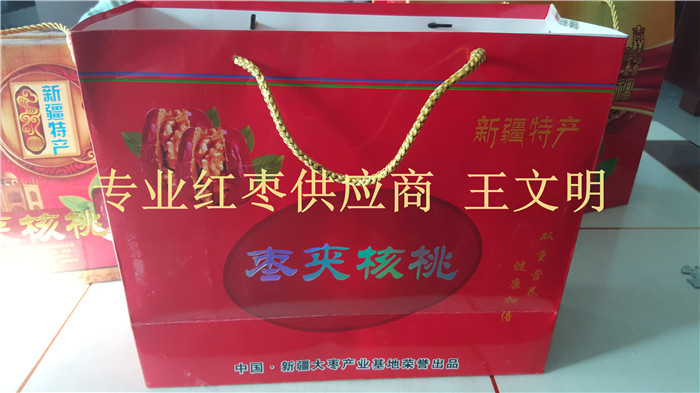 新疆特产
新疆特产
专业红枣供应商 王文明
核桃
枣夹核桃
双重营养
健康加倍
中国·新疆大枣产业基地荣誉出品